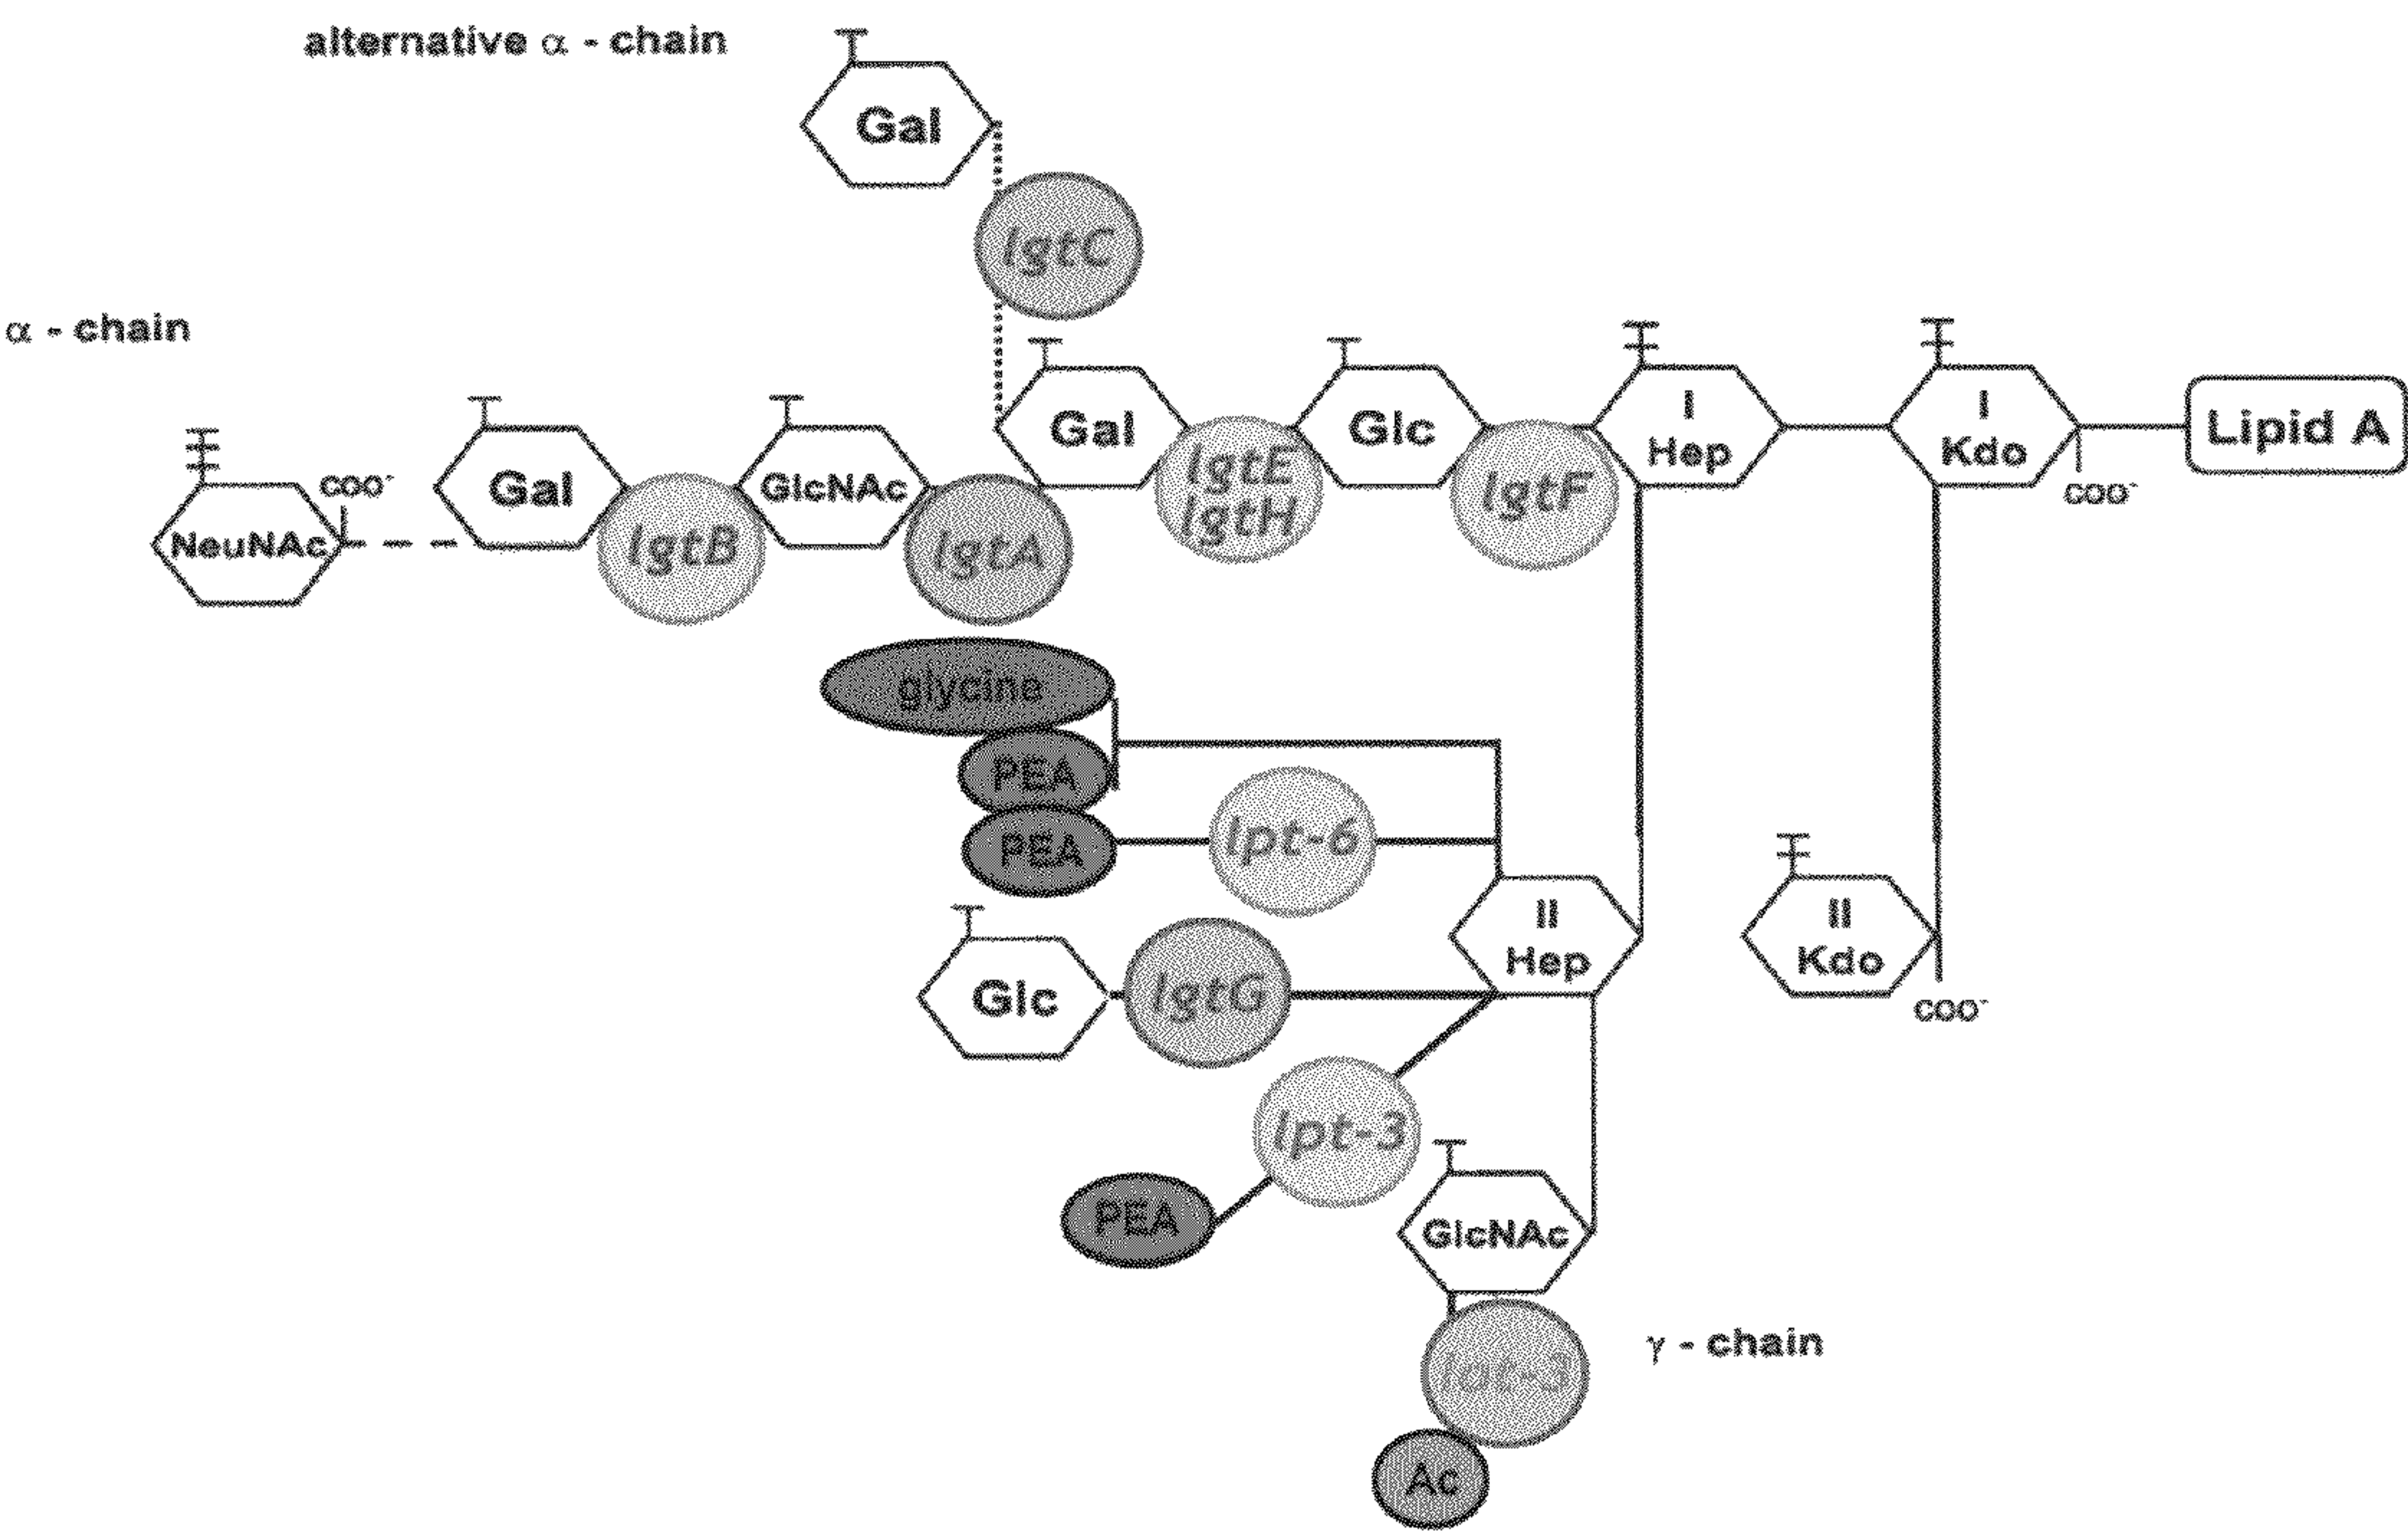 alternative α - chain
Gal
lgtC
α - chain
Gal
Glc
I
Hep
I
Kdo
Lipid A
COO⁻
lgtE
lgtH
lgtF
Gal
GlcNAc
COO⁻
NeuNAc
lgtB
lgtA
glycine
PEA
PEA
lpt-6
II
Hep
II
Kdo
COO⁻
Glc
lgtG
lpt-3
PEA
GlcNAc
γ - chain
Ac